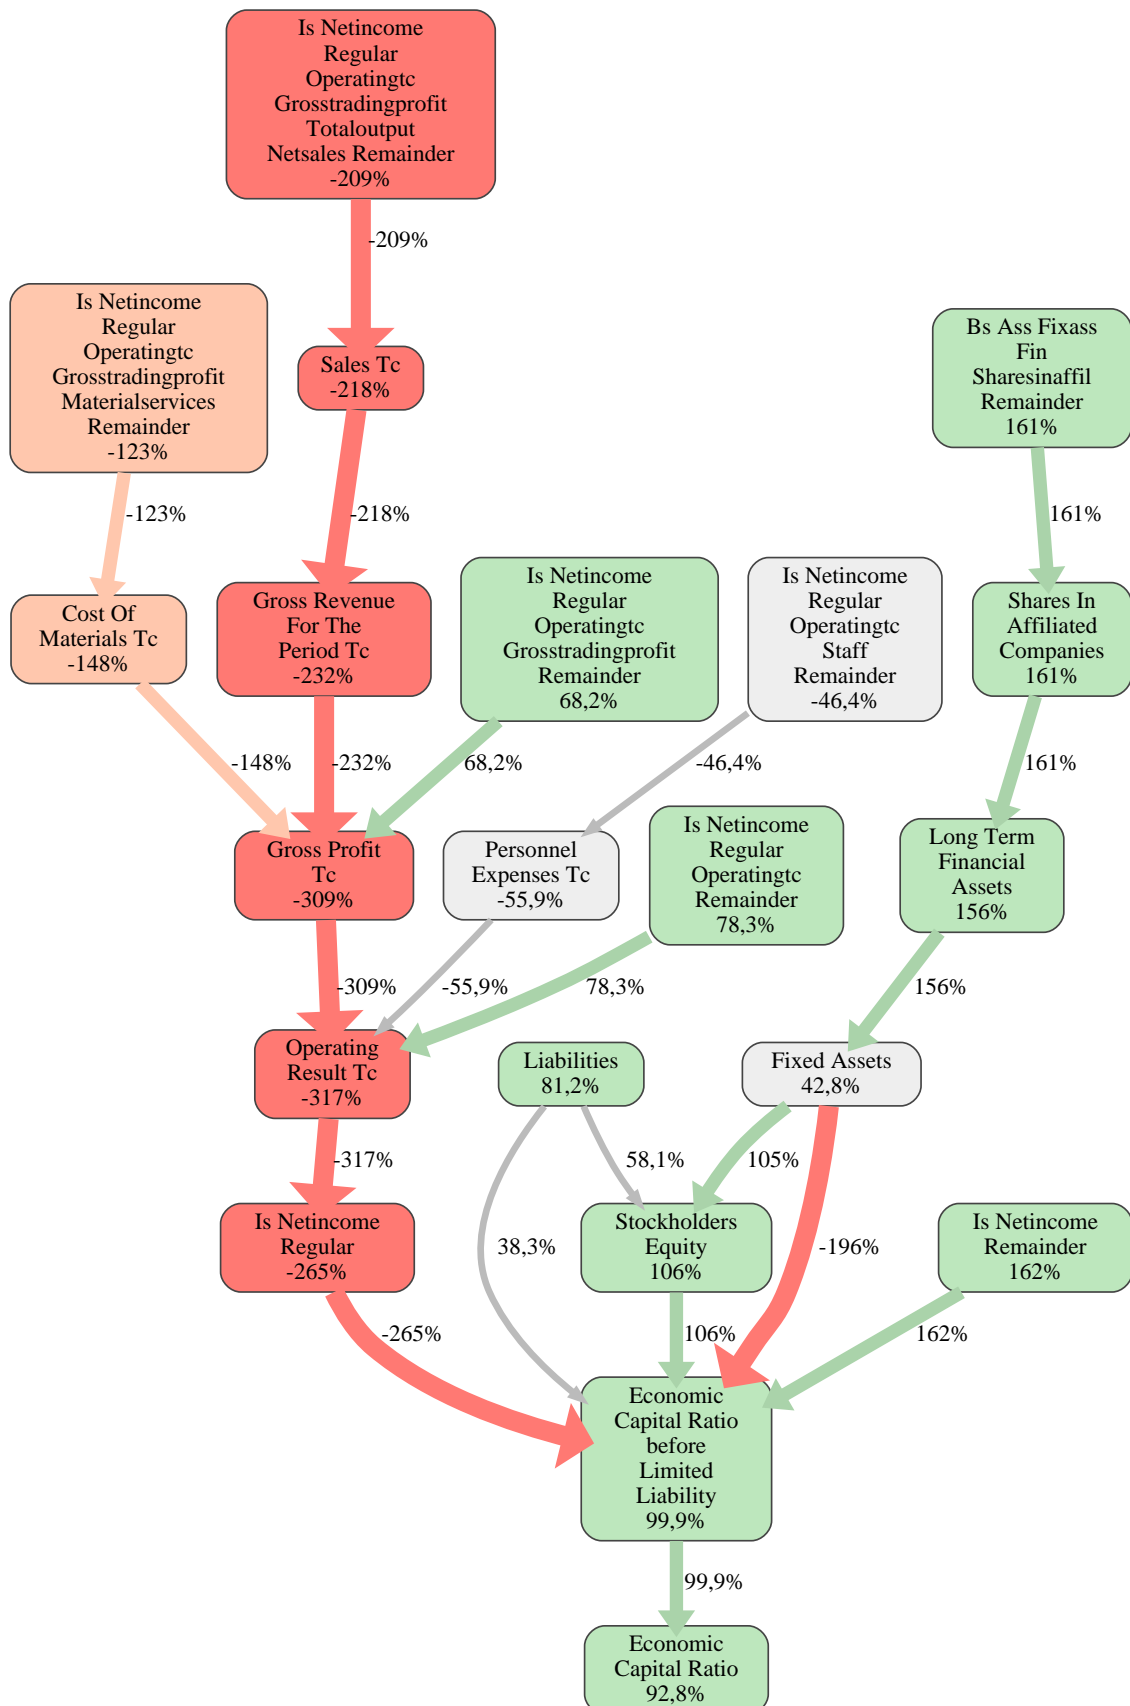 Is Netincome
Regular
Operatingtc
Grosstradingprofit
Totaloutput
Netsales Remainder
-209%
-209%
Is Netincome
Regular
Operatingtc
Grosstradingprofit
Materialservices
Remainder
-123%
Sales Tc
-218%
Bs Ass Fixass
Fin
Sharesinaffil
Remainder
161%
-123%
-218%
161%
Cost Of
Materials Tc
-148%
Gross Revenue
For The
Period Tc
-232%
Is Netincome
Regular
Operatingtc
Grosstradingprofit
Remainder
68,2%
Is Netincome
Regular
Operatingtc
Staff
Remainder
-46,4%
Shares In
Affiliated
Companies
161%
-148%
-232%
68,2%
-46,4%
161%
Gross Profit
Tc
-309%
Personnel
Expenses Tc
-55,9%
Is Netincome
Regular
Operatingtc
Remainder
78,3%
Long Term
Financial
Assets
156%
-309%
-55,9%
78,3%
156%
Operating
Result Tc
-317%
Liabilities
81,2%
Fixed Assets
42,8%
-317%
58,1%
105%
Is Netincome
Regular
-265%
38,3%
Stockholders
Equity
106%
-196%
Is Netincome
Remainder
162%
-265%
106%
162%
Economic
Capital Ratio
before
Limited
Liability
99,9%
99,9%
Economic
Capital Ratio
92,8%